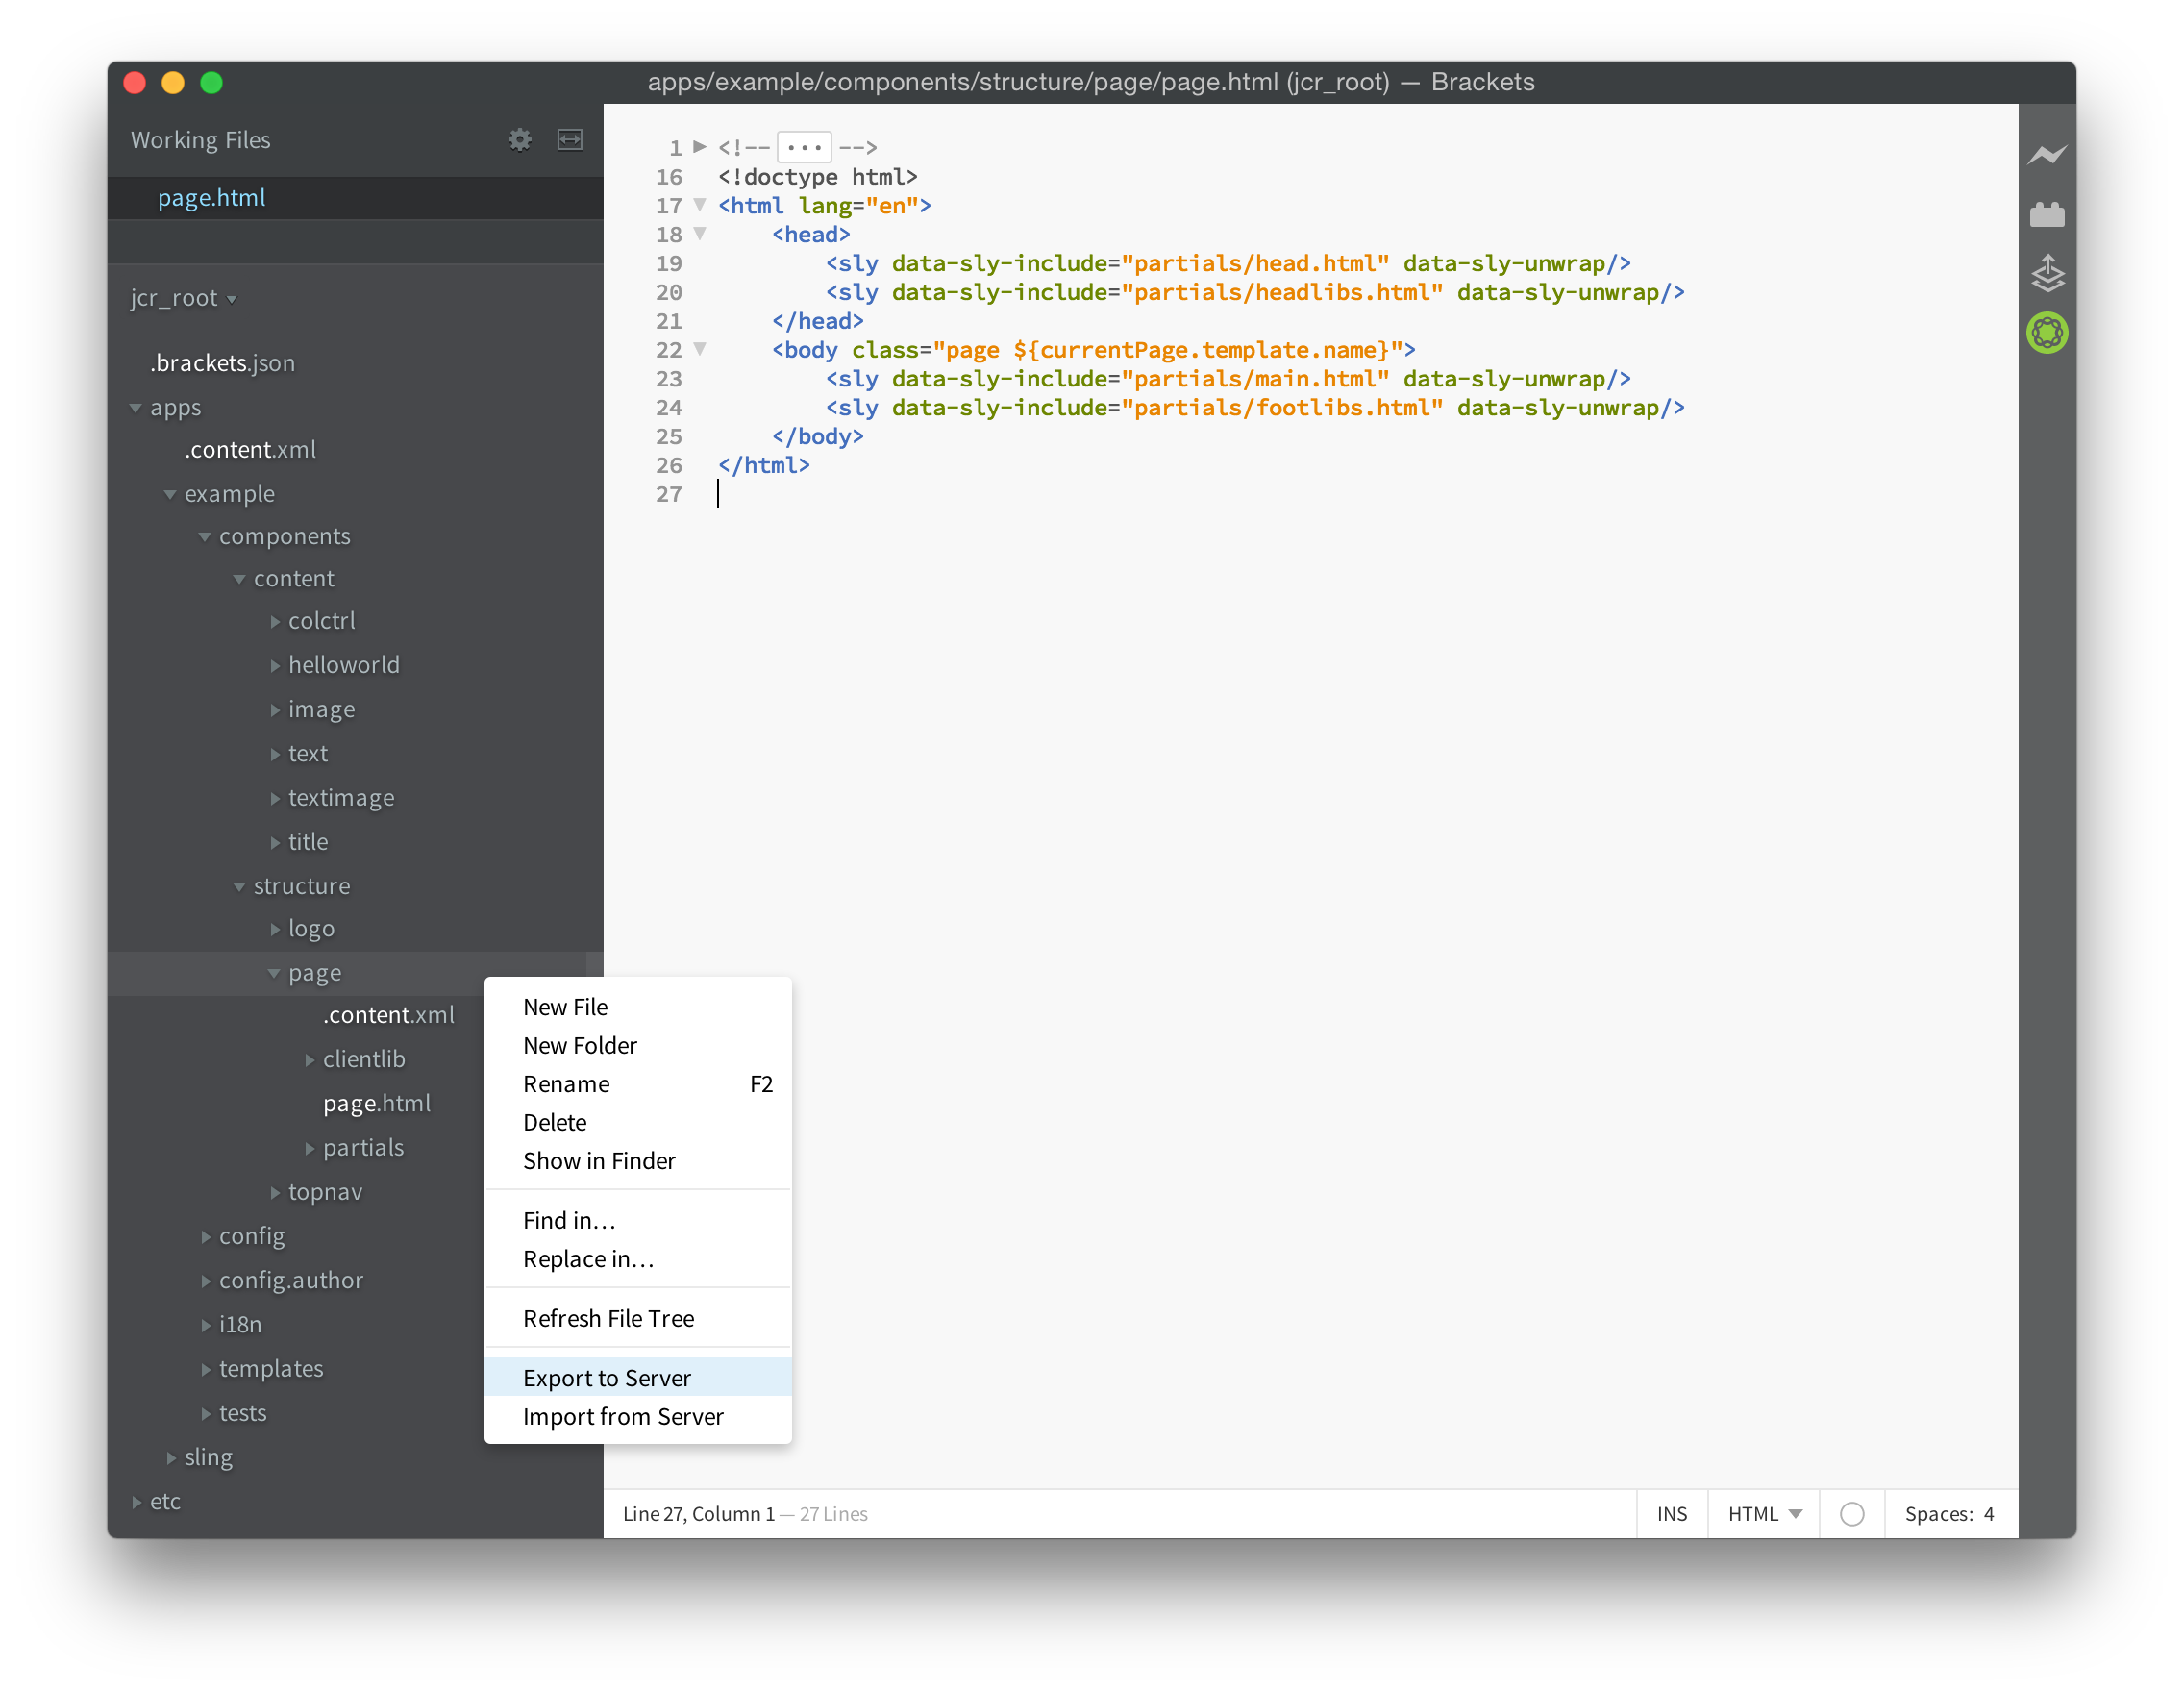 apps/example/components/structure/page/page.html (jcr_root) — Brackets
Working Files
page.html
jcr_root
.brackets.json
apps
.content.xml
example
components
content
colctrl
helloworld
image
text
textimage
title
structure
logo
page
.content.xml
clientlib
page.html
partials
topnav
config
config.author
i18n
templates
tests
sling
etc
1 <!-- ... -->
16 <!doctype html>
17 <html lang="en">
18 <head>
19 <sly data-sly-include="partials/head.html" data-sly-unwrap/>
20 <sly data-sly-include="partials/headlibs.html" data-sly-unwrap/>
21 </head>
22 <body class="page ${currentPage.template.name}">
23 <sly data-sly-include="partials/main.html" data-sly-unwrap/>
24 <sly data-sly-include="partials/footlibs.html" data-sly-unwrap/>
25 </body>
26 </html>
27
New File
New Folder
Rename F2
Delete
Show in Finder
Find in…
Replace in…
Refresh File Tree
Export to Server
Import from Server
Line 27, Column 1 — 27 Lines
INS HTML Spaces: 4